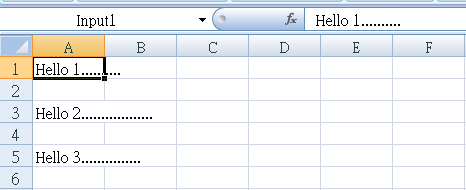 Input1 fx Hello 1..........
A B C D E F
1 Hello 1..........
2
3 Hello 2..................
4
5 Hello 3...............
6